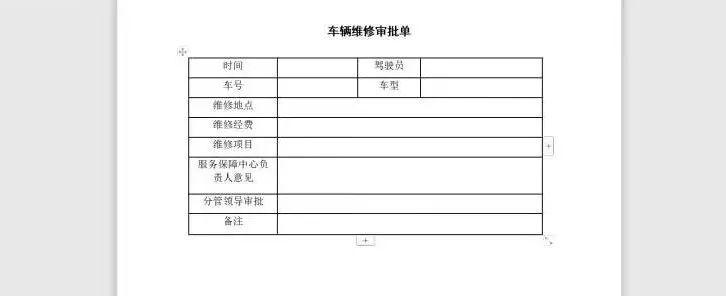 车辆维修审批单
时间 驾驶员
车号 车型
维修地点
维修经费
维修项目
服务保障中心负
责人意见
分管领导审批
备注